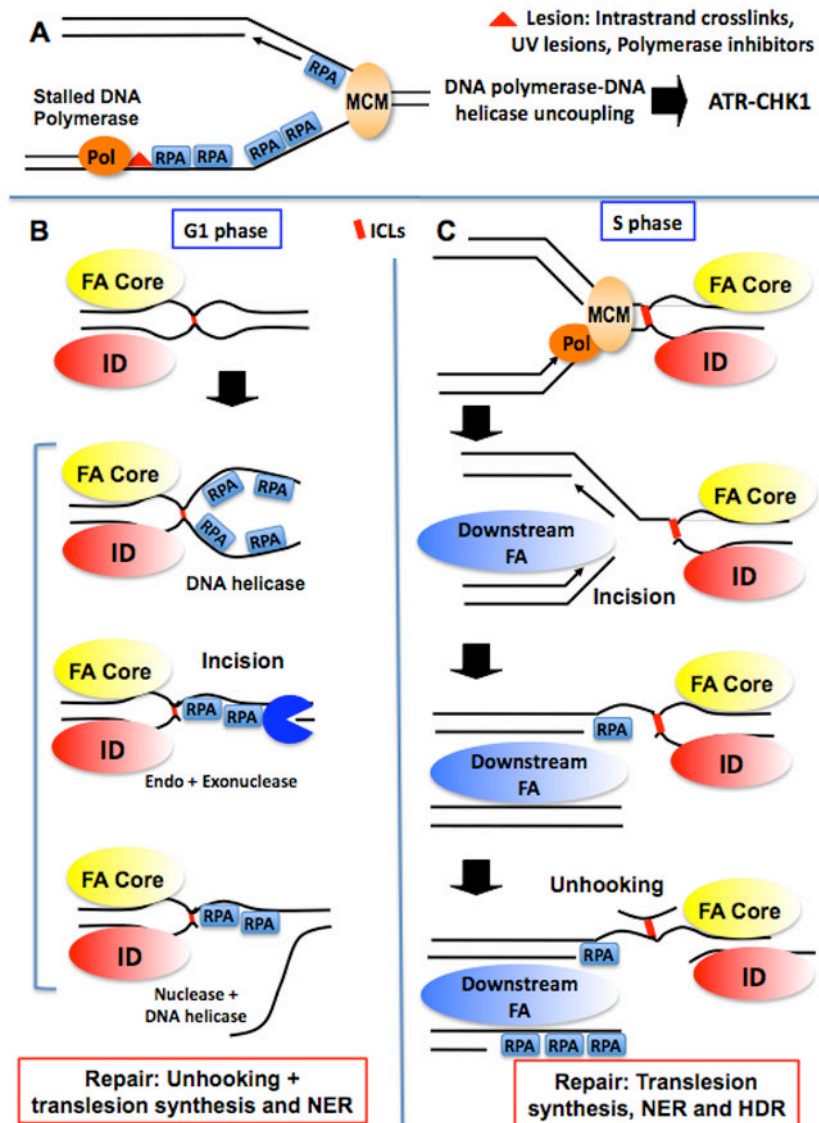 A
Lesion: Intrastrand crosslinks,
UV lesions, Polymerase inhibitors
RPA
MCM
Stalled DNA
Polymerase
DNA polymerase-DNA
helicase uncoupling
ATR-CHK1
Pol
RPA
RPA
RPA
RPA
B
G1 phase
ICLs
FA Core
ID
FA Core
RPA
RPA
RPA
RPA
ID
DNA helicase
Incision
FA Core
RPA
RPA
ID
Endo + Exonuclease
FA Core
RPA
RPA
ID
Nuclease +
DNA helicase
Repair: Unhooking +
translesion synthesis and NER
C
S phase
FA Core
MCM
Pol
ID
FA Core
Downstream
FA
ID
Incision
FA Core
RPA
Downstream
FA
ID
Unhooking
FA Core
RPA
ID
Downstream
FA
RPA
RPA
RPA
Repair: Translesion
synthesis, NER and HDR